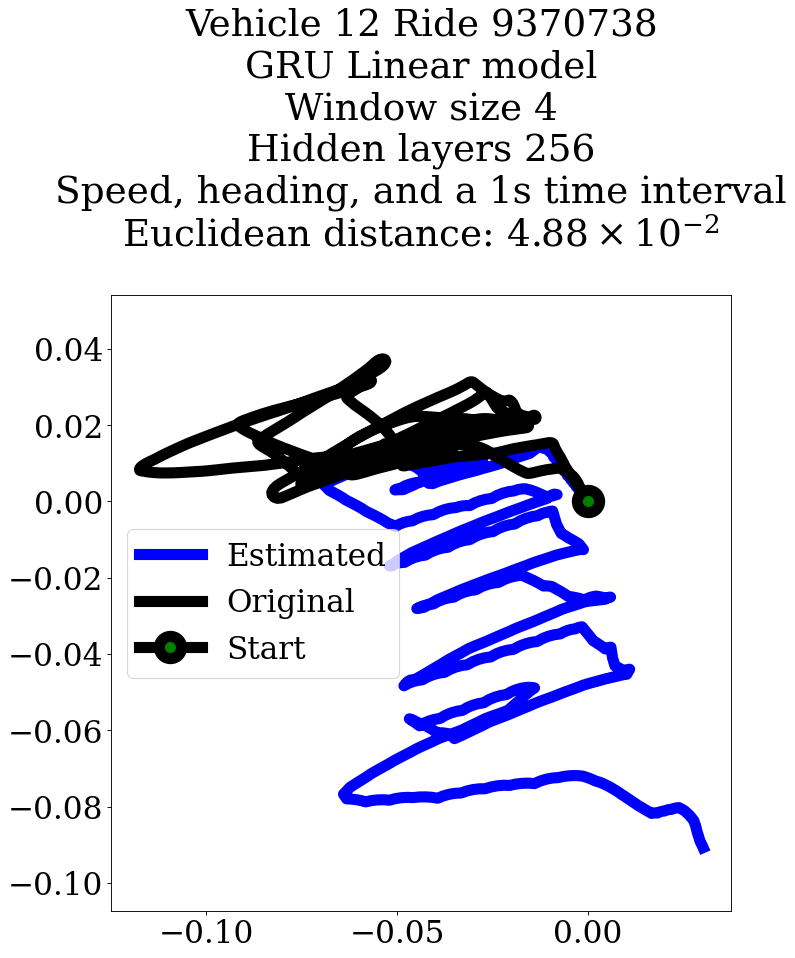 Vehicle 12 Ride 9370738
GRU Linear model
Window size 4
Hidden layers 256
Speed, heading, and a 1s time interval
Euclidean distance: 4.88 × 10⁻²
0.04
0.02
0.00
−0.02
−0.04
−0.06
−0.08
−0.10
Estimated
Original
Start
−0.10
−0.05
0.00